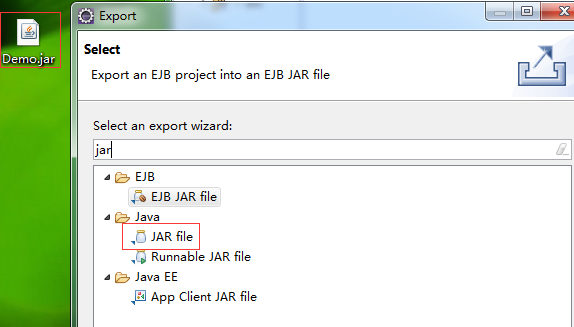 Demo.jar
Export
Select
Export an EJB project into an EJB JAR file
Select an export wizard:
jar
EJB
EJB JAR file
Java
JAR file
Runnable JAR file
Java EE
App Client JAR file